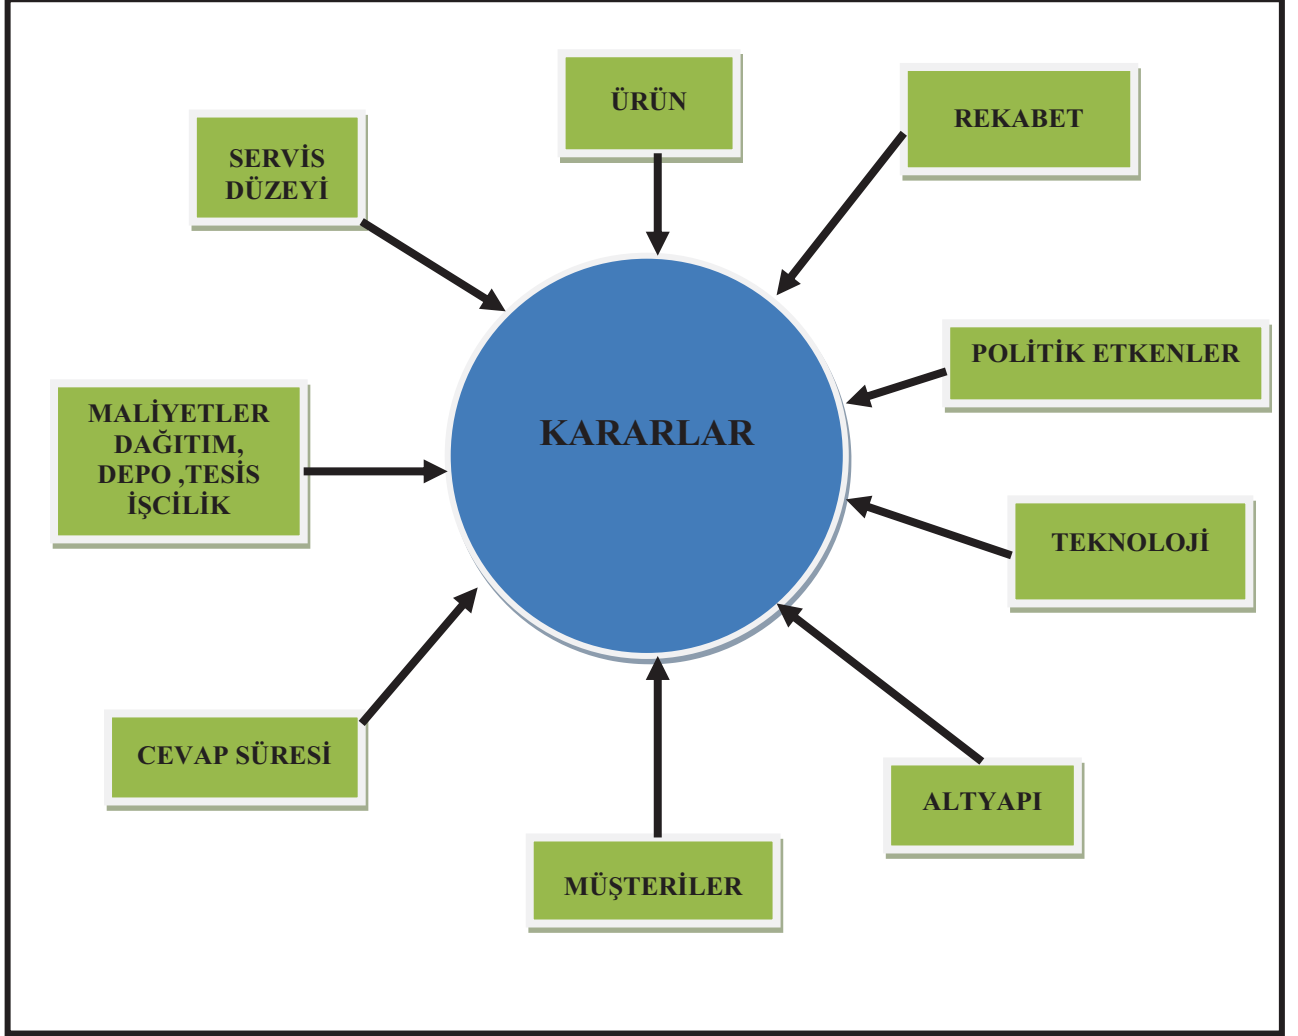 ÜRÜN
REKABET
SERVİS
DÜZEYİ
POLİTİK ETKENLER
MALİYETLER
DAĞITIM,
DEPO ,TESİS
İŞCİLİK
KARARLAR
TEKNOLOJİ
CEVAP SÜRESİ
ALTYAPI
MÜŞTERİLER